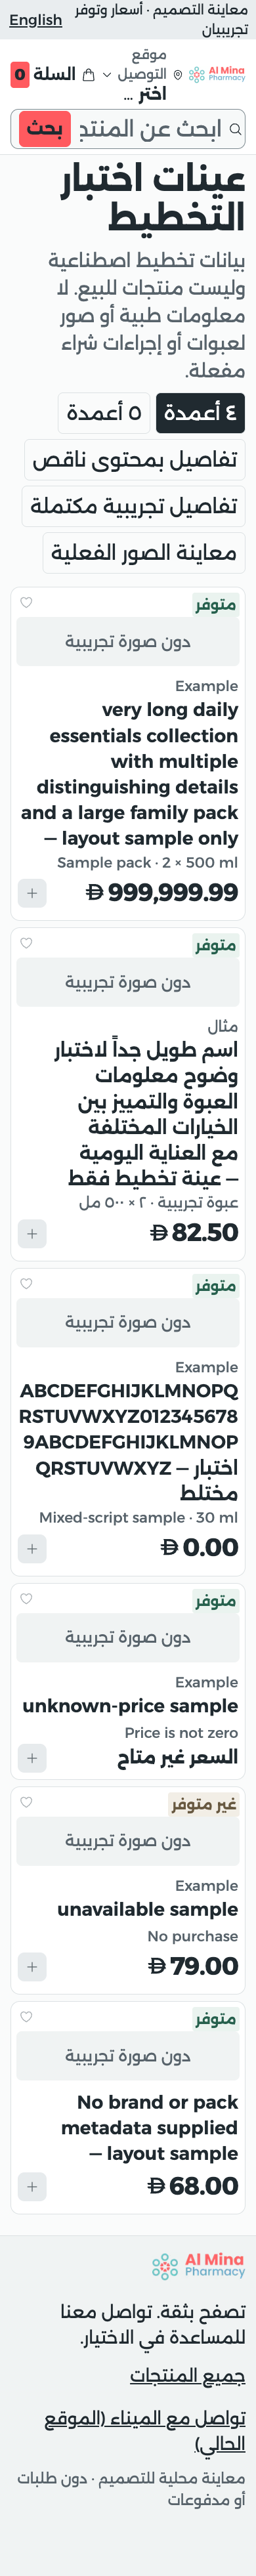 معاينة التصميم · أسعار وتوفر تجريبيان
English
Al Mina Pharmacy
موقع التوصيل
اختر ...
السلة 0
ابحث عن المنتج
بحث
عينات اختبار
التخطيط
بيانات تخطيط اصطناعية
وليست منتجات للبيع. لا
معلومات طبية أو صور
لعبوات أو إجراءات شراء
مفعلة.
٤ أعمدة
٥ أعمدة
تفاصيل بمحتوى ناقص
تفاصيل تجريبية مكتملة
معاينة الصور الفعلية
متوفر
دون صورة تجريبية
Example
very long daily
essentials collection
with multiple
distinguishing details
and a large family pack
— layout sample only
Sample pack · 2 × 500 ml
999,999.99
متوفر
دون صورة تجريبية
مثال
اسم طويل جداً لاختبار
وضوح معلومات
العبوة والتمييز بين
الخيارات المختلفة
مع العناية اليومية
— عينة تخطيط فقط
عبوة تجريبية · ٢ × ٥٠٠ مل
82.50
متوفر
دون صورة تجريبية
Example
ABCDEFGHIJKLMNOPQ
RSTUVWXYZ012345678
9ABCDEFGHIJKLMNOP
QRSTUVWXYZ — اختبار
مختلط
Mixed-script sample · 30 ml
0.00
متوفر
دون صورة تجريبية
Example
unknown-price sample
Price is not zero
السعر غير متاح
غير متوفر
دون صورة تجريبية
Example
unavailable sample
No purchase
79.00
متوفر
دون صورة تجريبية
No brand or pack
metadata supplied
— layout sample
68.00
Al Mina
Pharmacy
تصفح بثقة. تواصل معنا
للمساعدة في الاختيار.
جميع المنتجات
تواصل مع الميناء (الموقع
الحالي)
معاينة محلية للتصميم · دون طلبات
أو مدفوعات